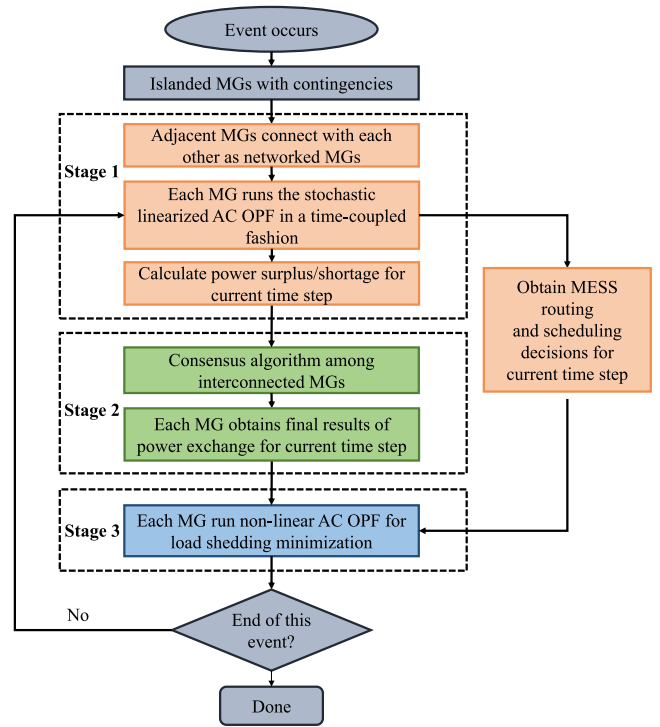 Event occurs
Islanded MGs with contingencies
Stage 1
Adjacent MGs connect with each
other as networked MGs
Each MG runs the stochastic
linearized AC OPF in a time-coupled
fashion
Calculate power surplus/shortage for
current time step
Obtain MESS
routing
and scheduling
decisions for
current time step
Stage 2
Consensus algorithm among
interconnected MGs
Each MG obtains final results of
power exchange for current time step
Stage 3
Each MG run non-linear AC OPF for
load shedding minimization
No
End of this
event?
Done